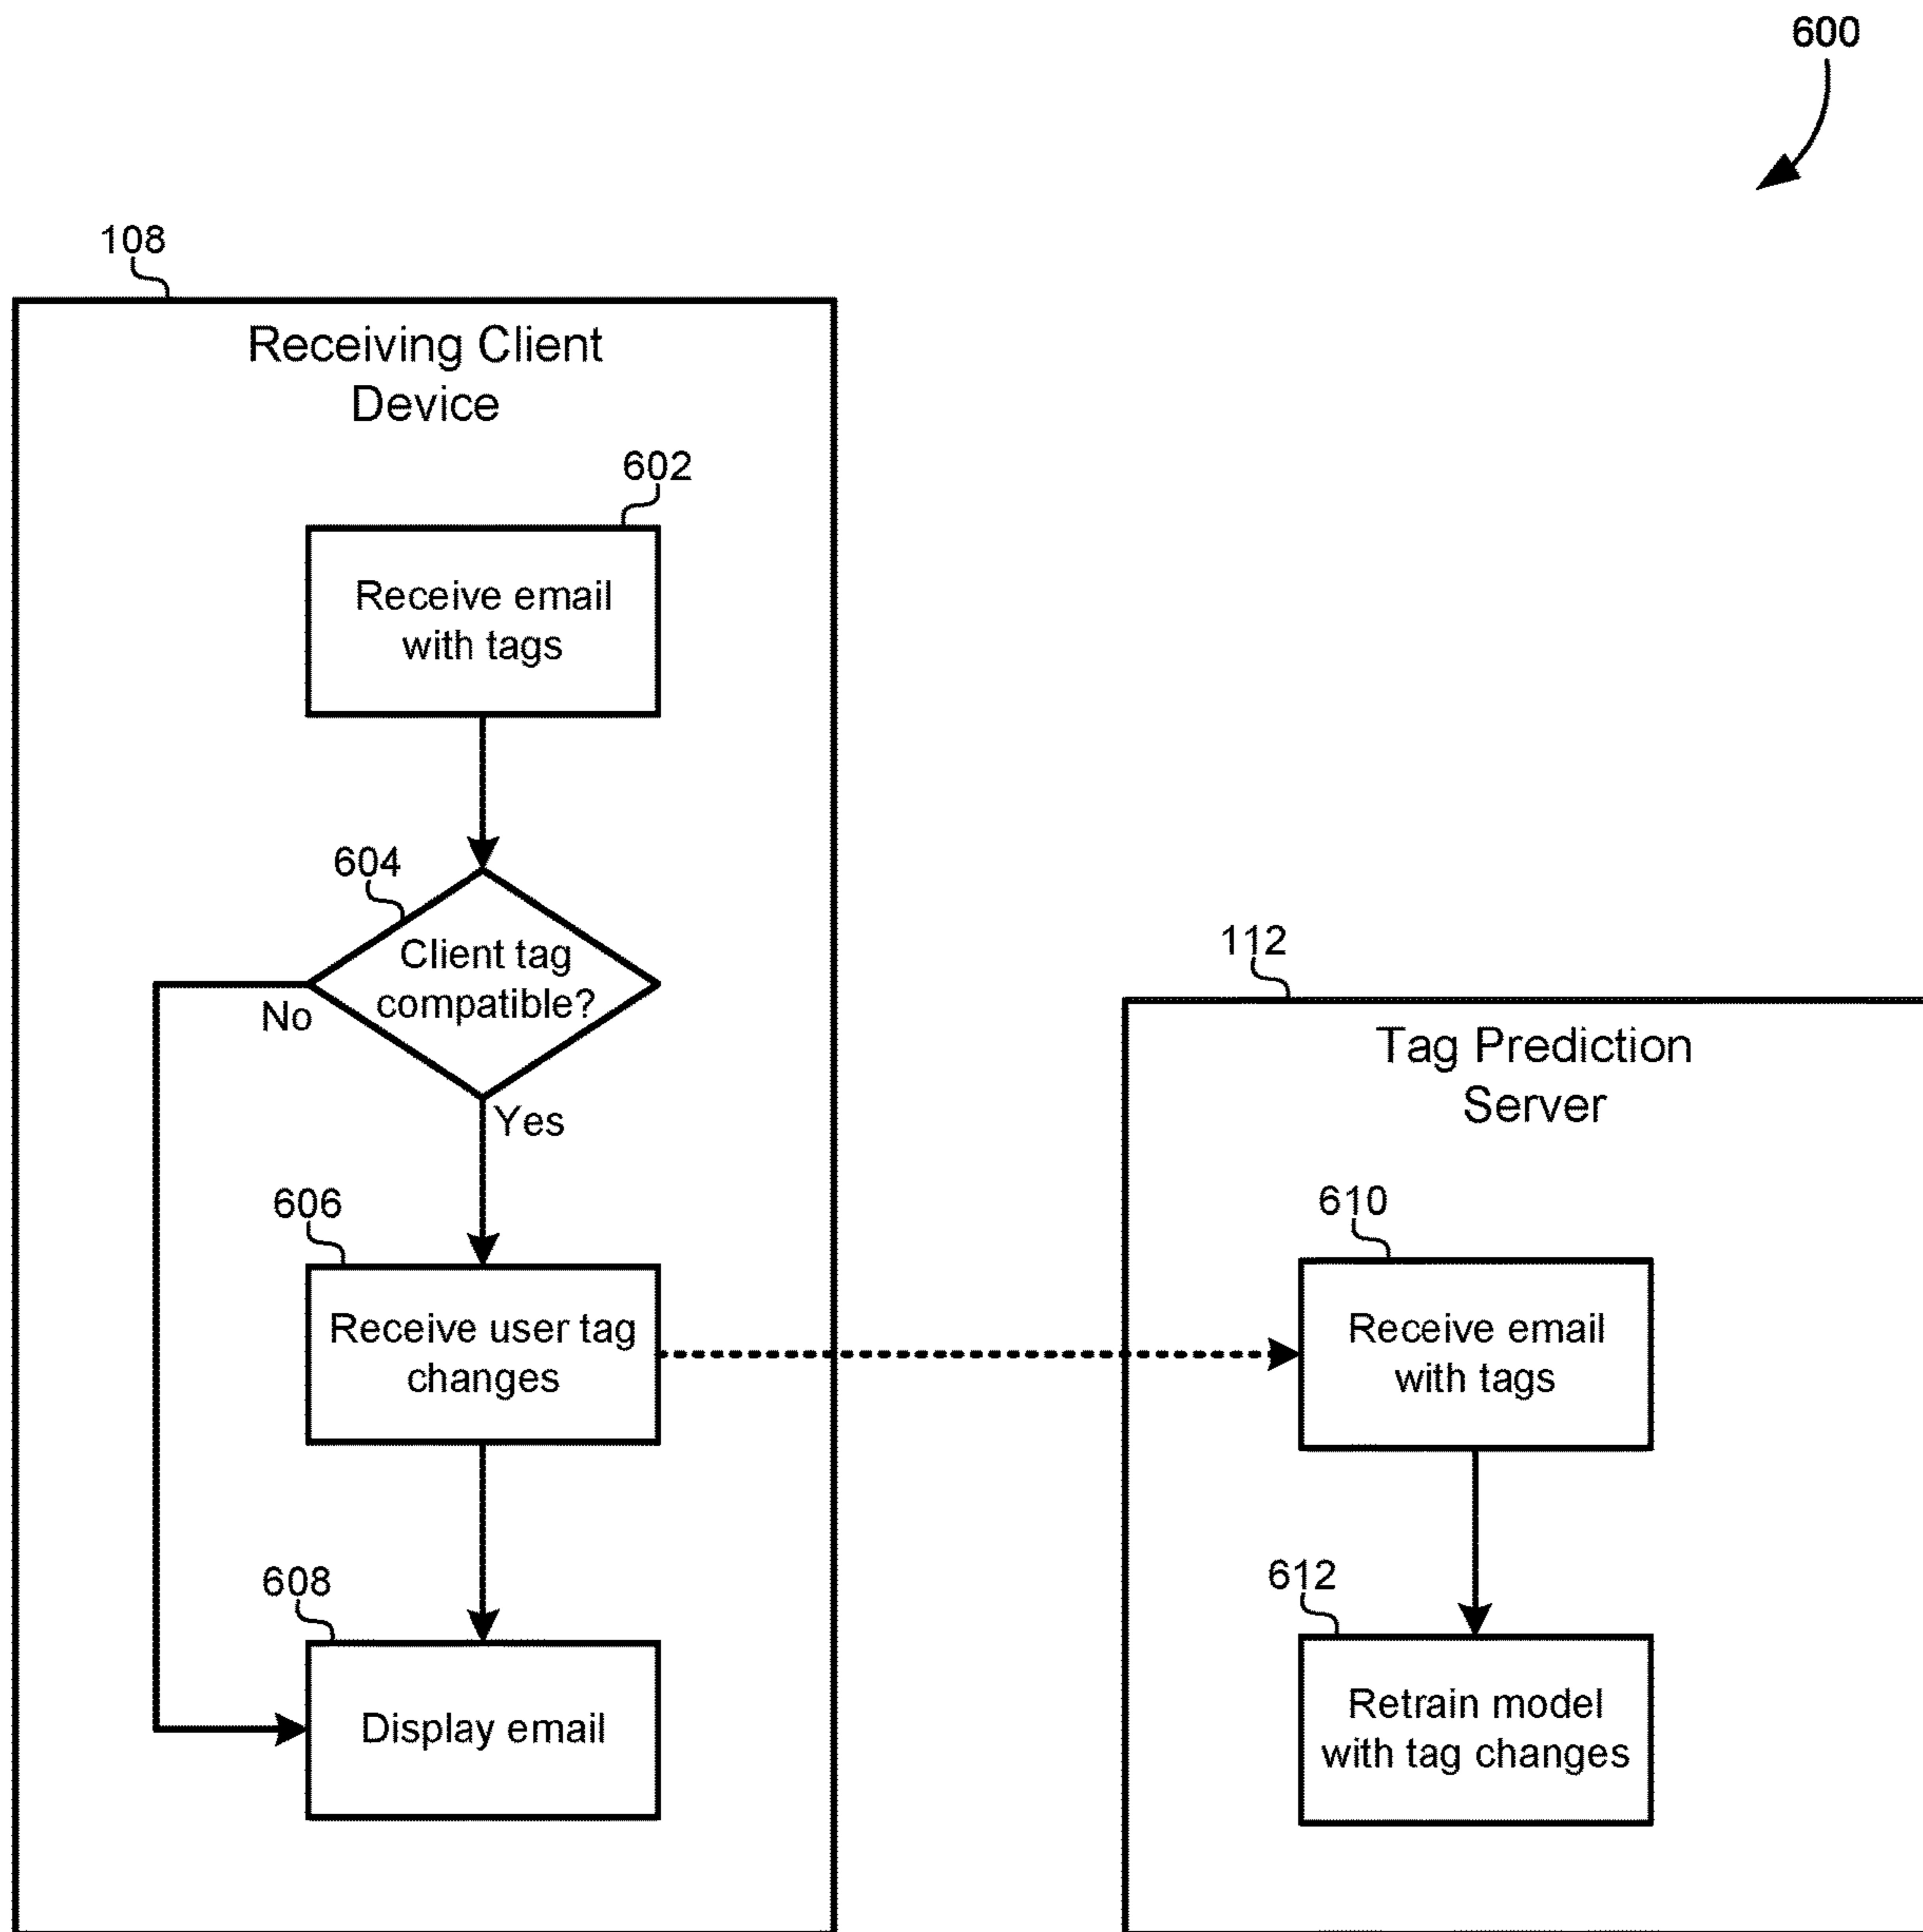 600
108
Receiving Client
Device
602
Receive email
with tags
604
Client tag
compatible?
No
Yes
606
Receive user tag
changes
608
Display email
112
Tag Prediction
Server
610
Receive email
with tags
612
Retrain model
with tag changes